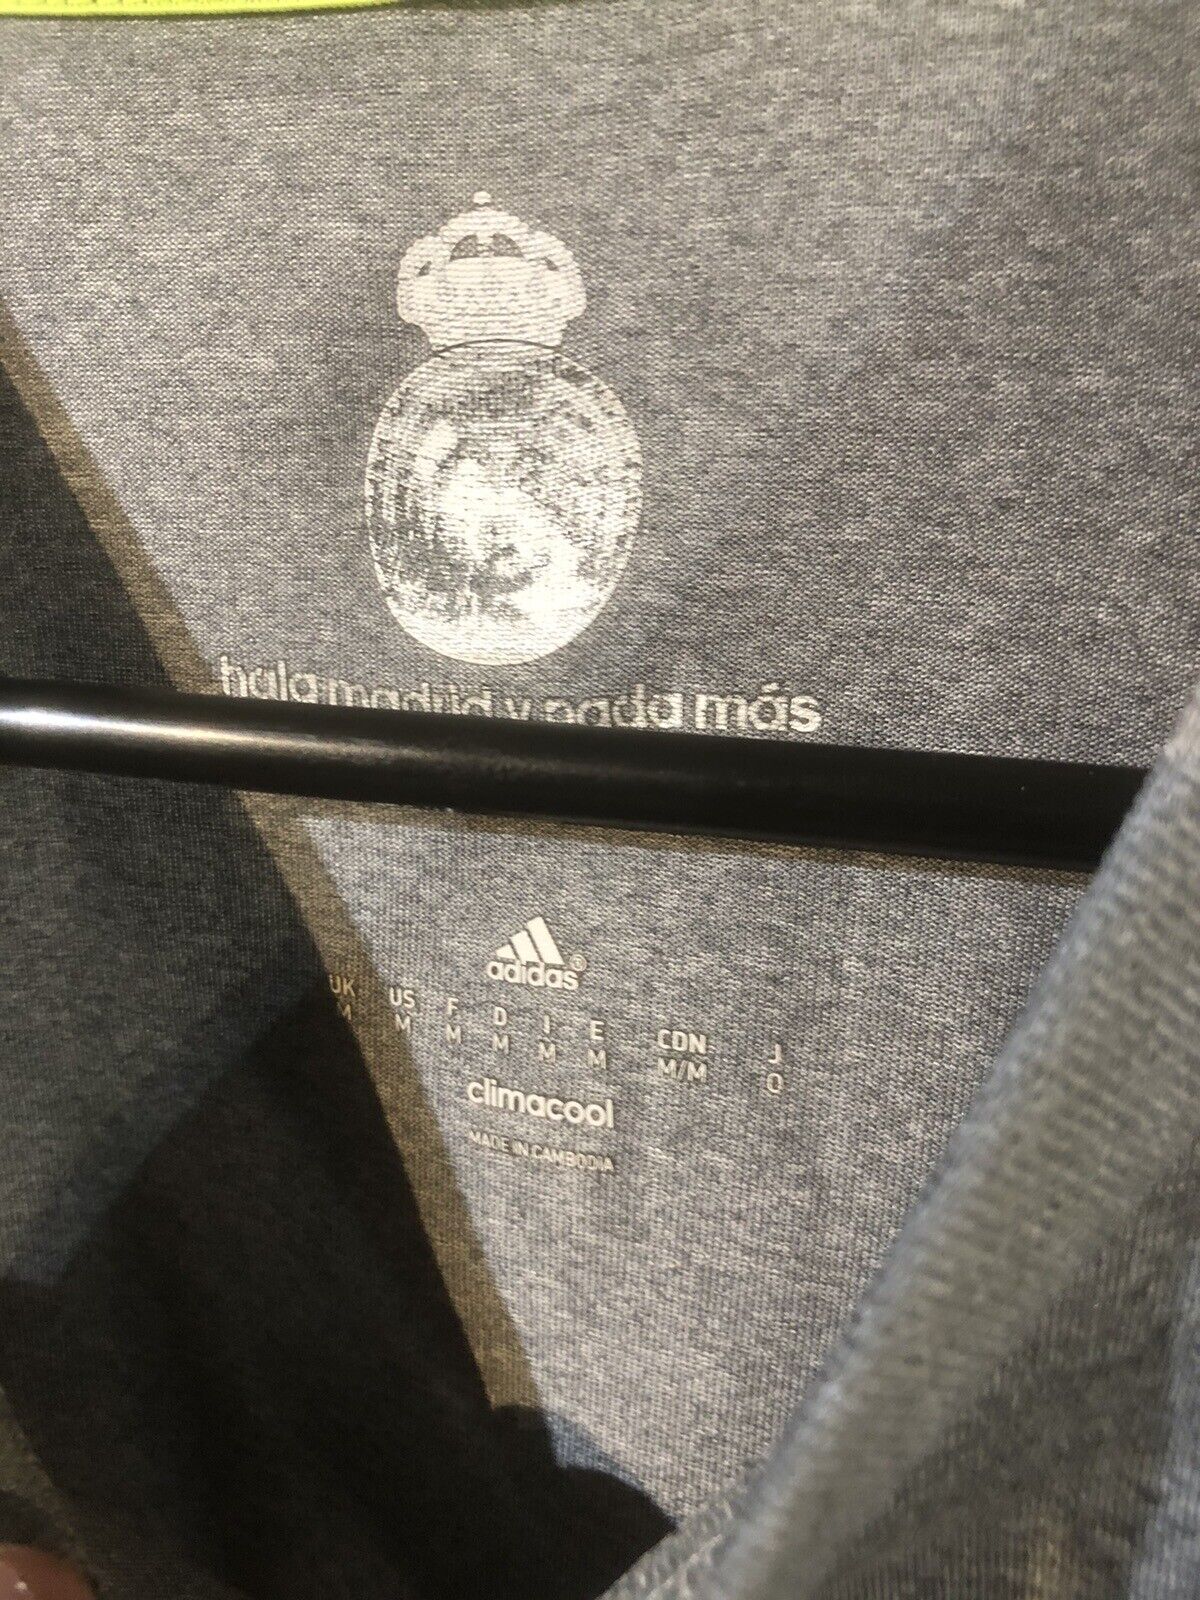 hala madrid y nada más
adidas®
UK US F D I E CDN J
M M M M M M M/M O
climacool
MADE IN CAMBODIA